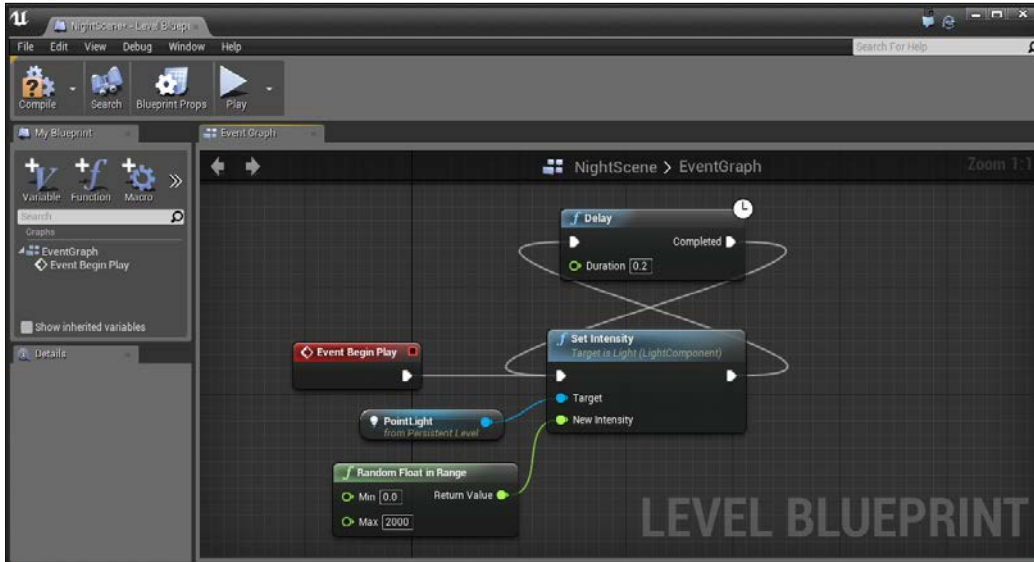 NightScene* - Level Bluepr
File Edit View Debug Window Help
Search For Help
Compile Search Blueprint Props Play
My Blueprint
Variable Function Macro
Search
Graphs
EventGraph
Event Begin Play
Show inherited variables
Details
Event Graph
NightScene > EventGraph
Zoom 1:1
Delay
Completed
Duration 0.2
Event Begin Play
Set Intensity
Target is Light (LightComponent)
Target
New Intensity
PointLight
from Persistent Level
Random Float in Range
Min 0.0 Return Value
Max 2000
LEVEL BLUEPRINT